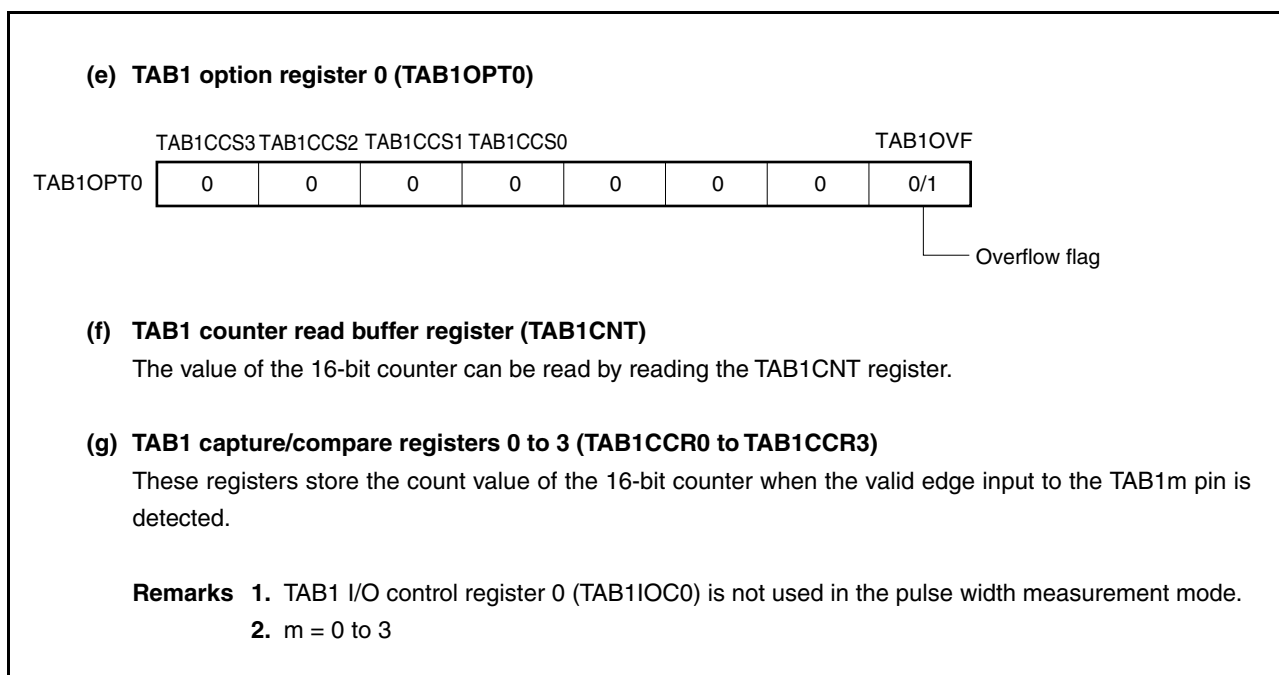 (e) TAB1 option register 0 (TAB1OPT0)
TAB1CCS3 TAB1CCS2 TAB1CCS1 TAB1CCS0 TAB1OVF
TAB1OPT0 0 0 0 0 0 0 0 0/1
Overflow flag
(f) TAB1 counter read buffer register (TAB1CNT)
The value of the 16-bit counter can be read by reading the TAB1CNT register.
(g) TAB1 capture/compare registers 0 to 3 (TAB1CCR0 to TAB1CCR3)
These registers store the count value of the 16-bit counter when the valid edge input to the TAB1m pin is
detected.
Remarks 1. TAB1 I/O control register 0 (TAB1IOC0) is not used in the pulse width measurement mode.
2. m = 0 to 3